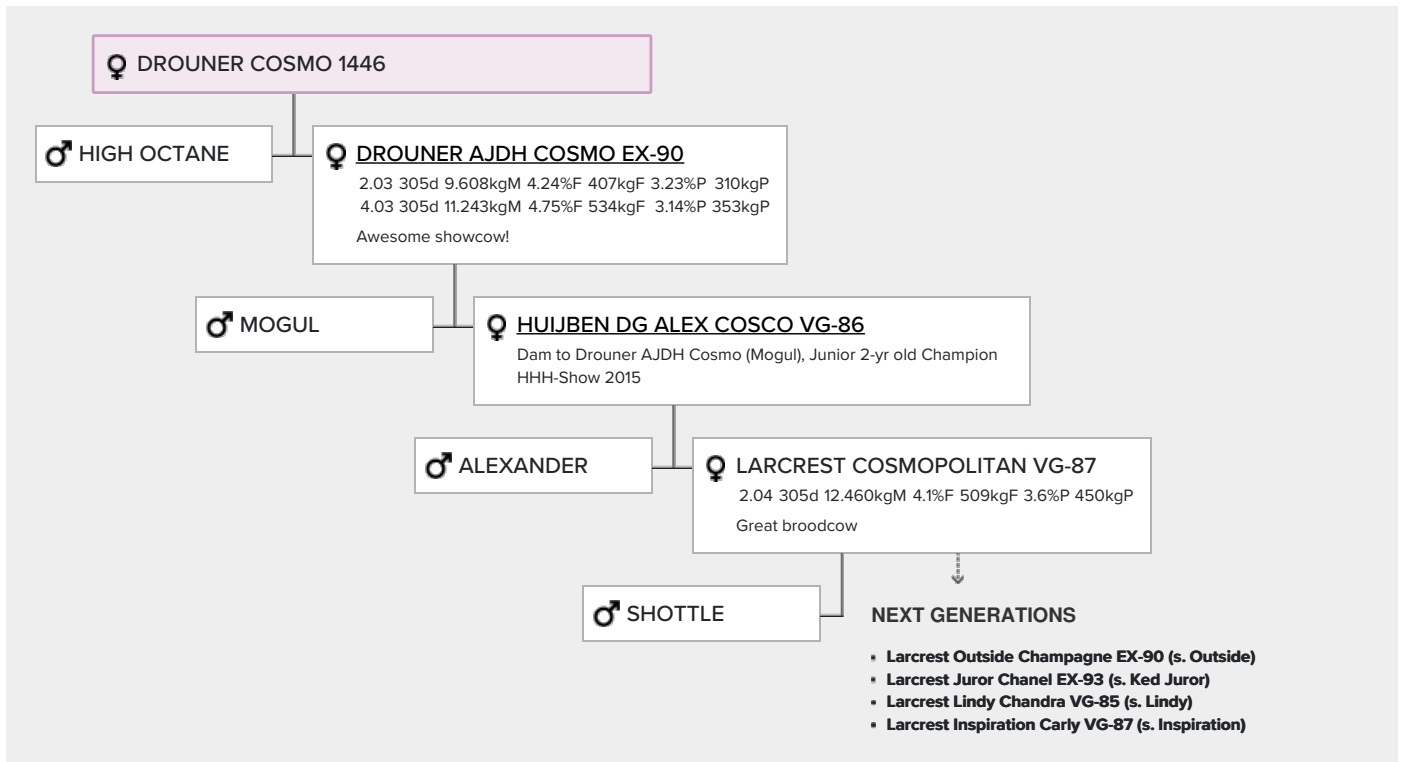 DROUNER COSMO 1446
HIGH OCTANE
DROUNER AJDH COSMO EX-90
2.03 305d 9.608kgM 4.24%F 407kgF 3.23%P 310kgP
4.03 305d 11.243kgM 4.75%F 534kgF 3.14%P 353kgP
Awesome showcow!
MOGUL
HUIJBEN DG ALEX COSCO VG-86
Dam to Drouner AJDH Cosmo (Mogul), Junior 2-yr old Champion
HHH-Show 2015
ALEXANDER
LARCREST COSMOPOLITAN VG-87
2.04 305d 12.460kgM 4.1%F 509kgF 3.6%P 450kgP
Great broodcow
SHOTTLE
NEXT GENERATIONS
Larcrest Outside Champagne EX-90 (s. Outside)
Larcrest Juror Chanel EX-93 (s. Ked Juror)
Larcrest Lindy Chandra VG-85 (s. Lindy)
Larcrest Inspiration Carly VG-87 (s. Inspiration)